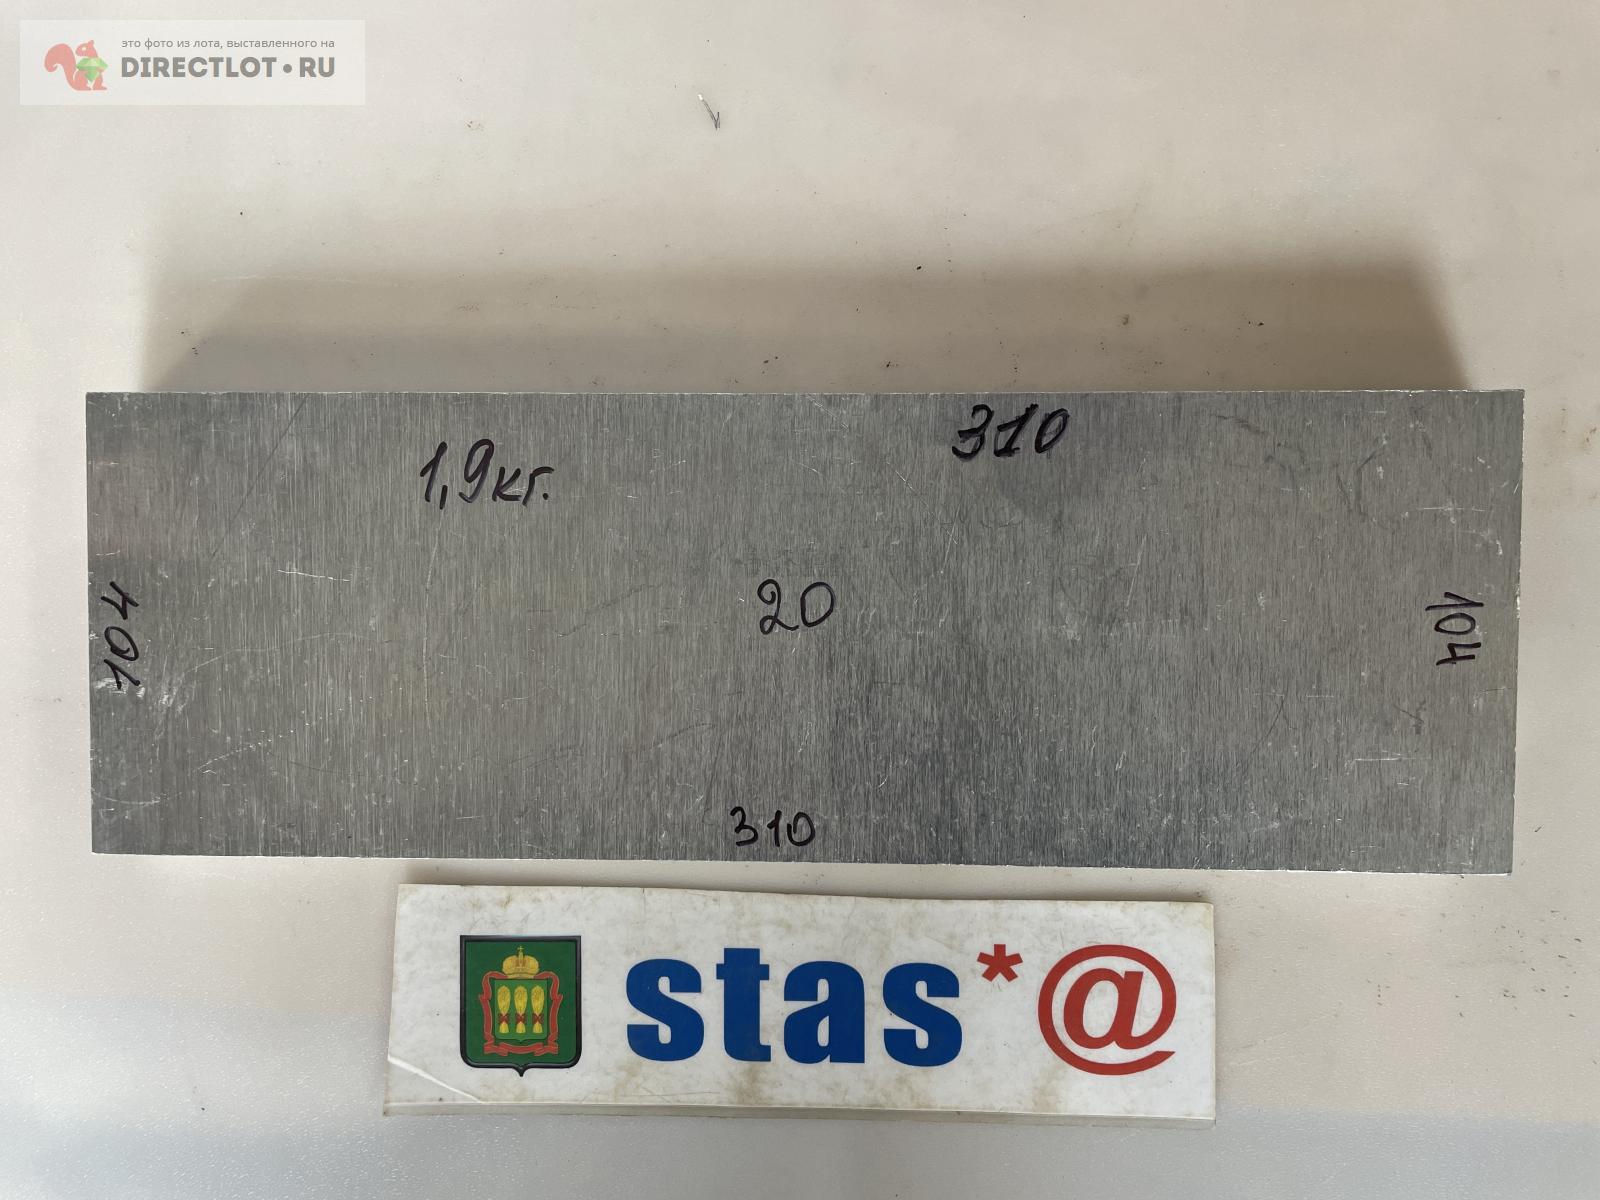 это фото из лота, выставленного на
DIRECTLOT•RU
310
1,9кг.
104
20
104
310
stas*@